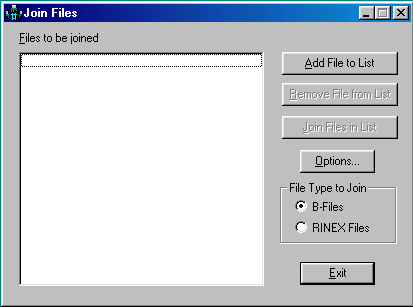 Join Files
Files to be joined
Add File to List
Remove File from List
Join Files in List
Options...
File Type to Join
B-Files
RINEX Files
Exit